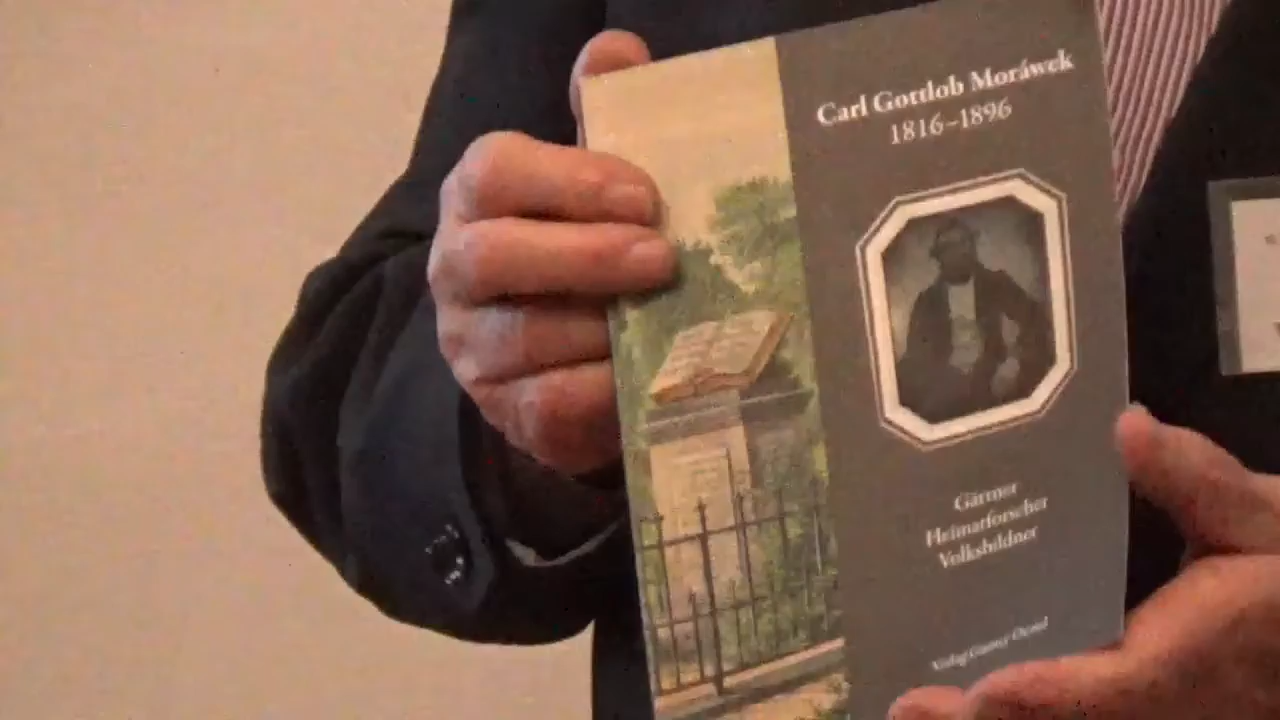 Carl Gottlob Moráwek
1816–1896
Gärtner
Heimatforscher
Volksbildner
Verlag Gunter Oettel